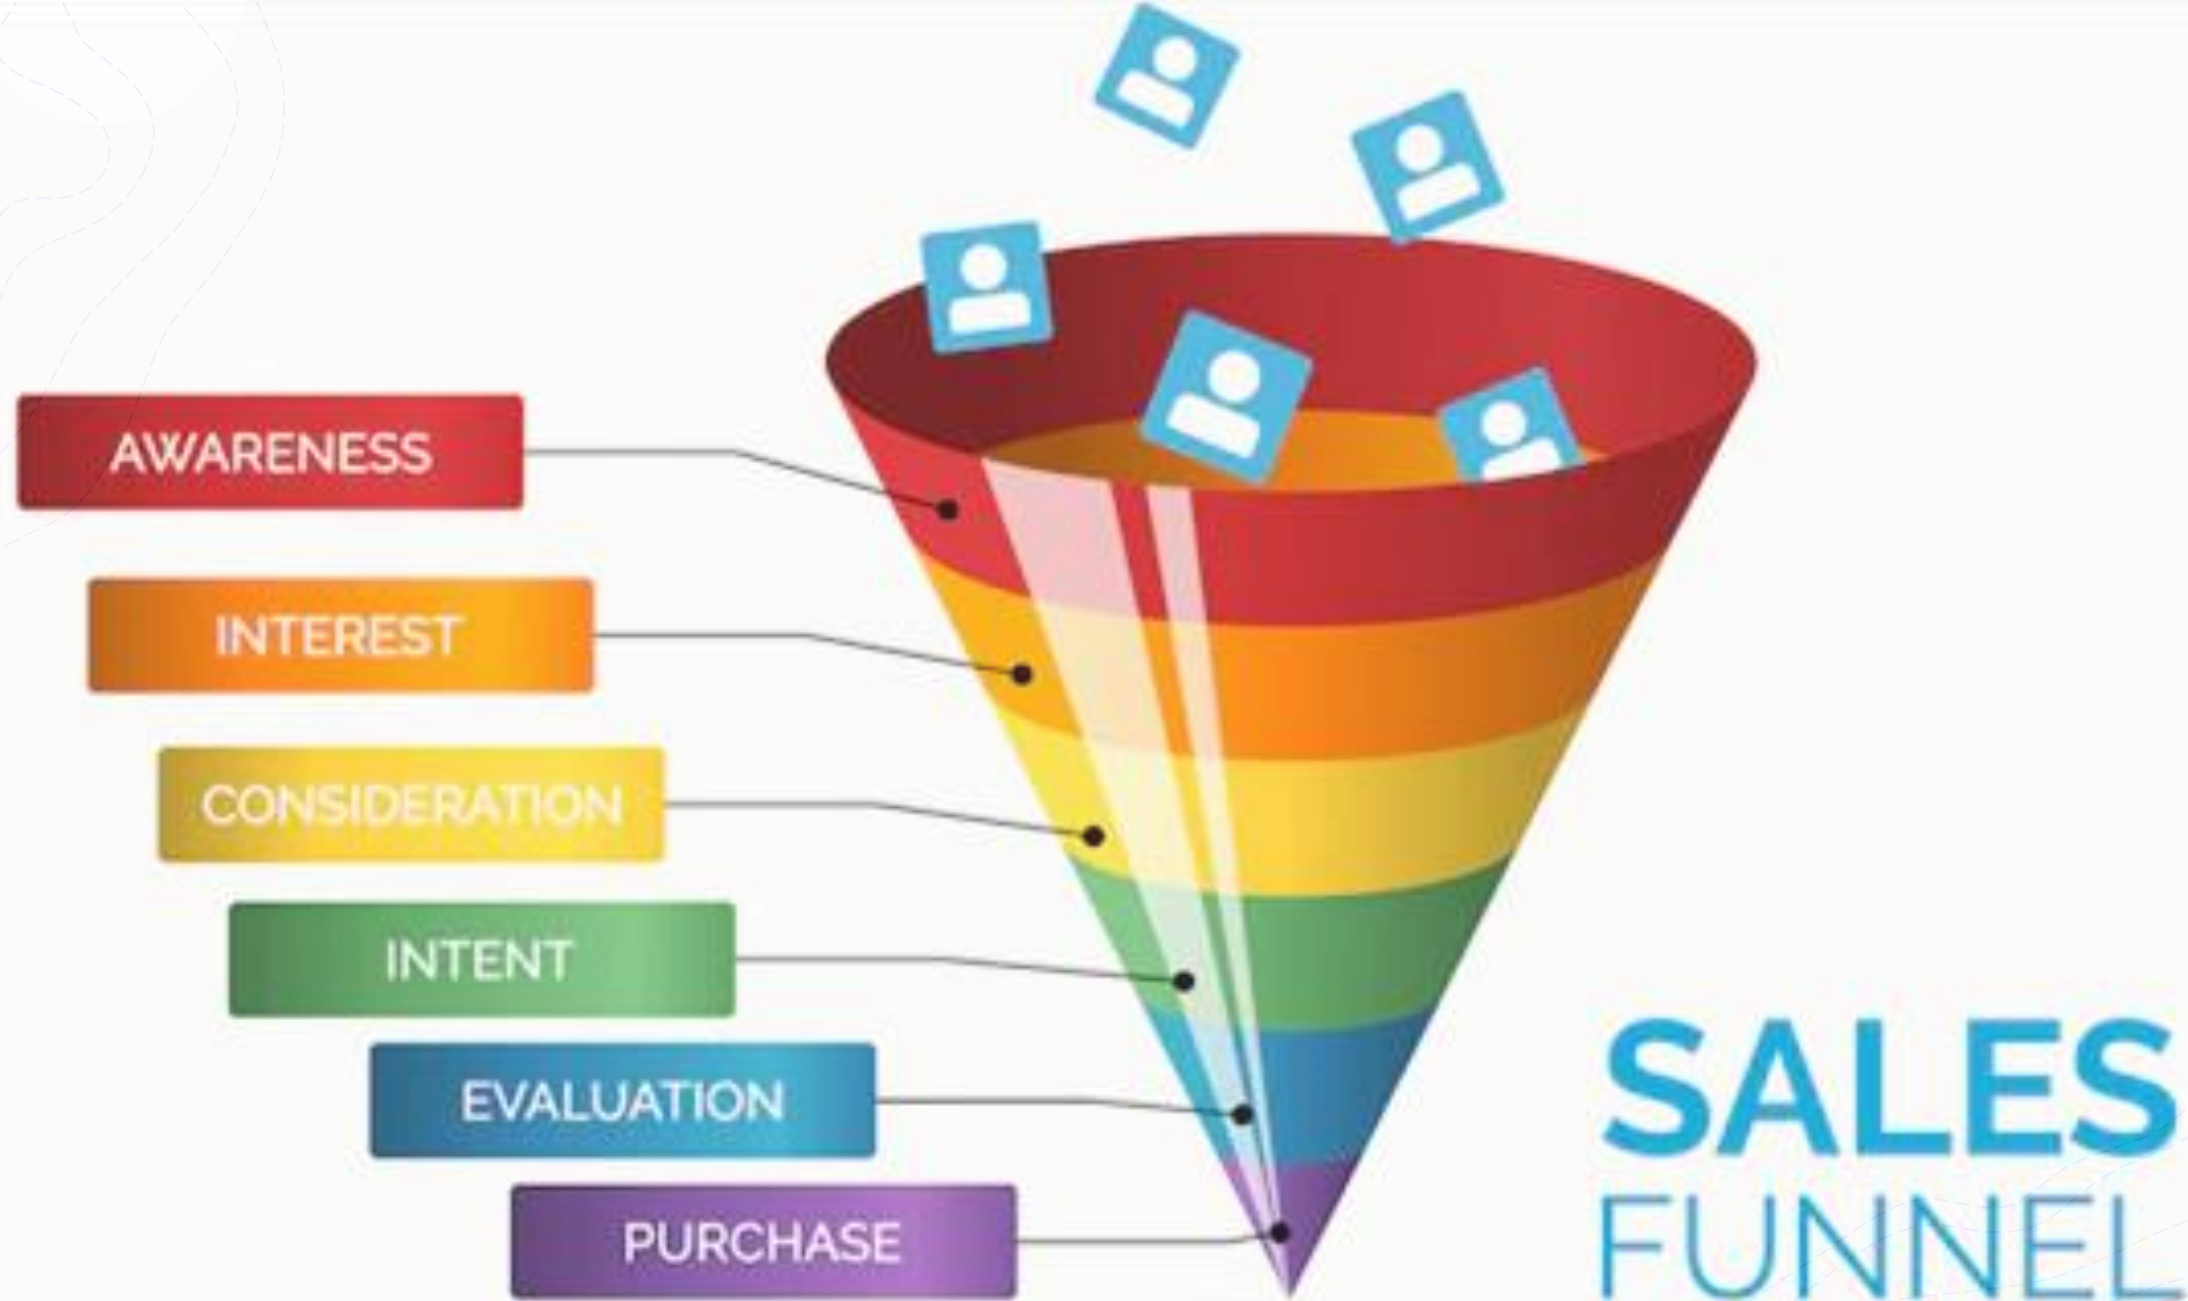 AWARENESS
INTEREST
CONSIDERATION
INTENT
EVALUATION
PURCHASE
SALES
FUNNEL